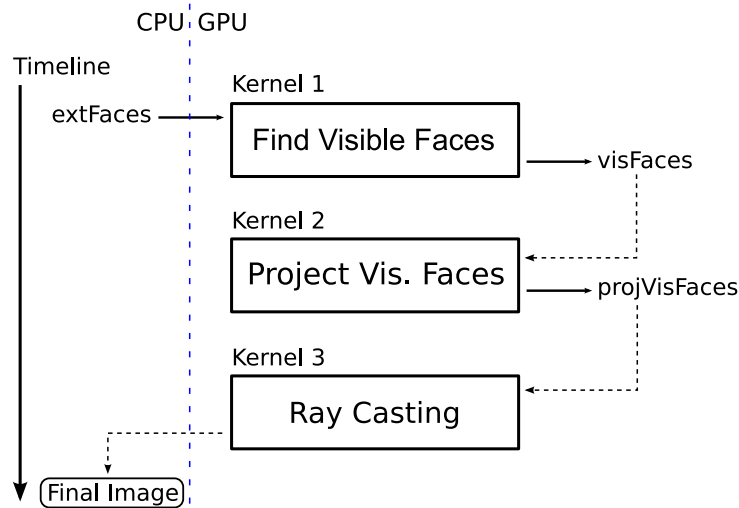 CPU GPU
Timeline
Kernel 1
extFaces
Find Visible Faces
visFaces
Kernel 2
Project Vis. Faces
projVisFaces
Kernel 3
Ray Casting
Final Image